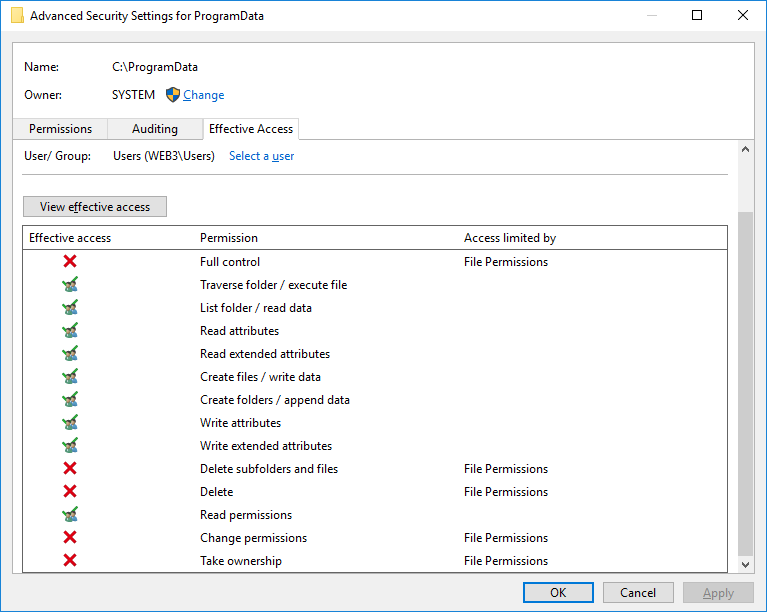 Advanced Security Settings for ProgramData
Name: C:\ProgramData
Owner: SYSTEM Change
Permissions Auditing Effective Access
User/ Group: Users (WEB3\Users) Select a user
View effective access
Effective access Permission Access limited by
Full control File Permissions
Traverse folder / execute file
List folder / read data
Read attributes
Read extended attributes
Create files / write data
Create folders / append data
Write attributes
Write extended attributes
Delete subfolders and files File Permissions
Delete File Permissions
Read permissions
Change permissions File Permissions
Take ownership File Permissions
OK Cancel Apply